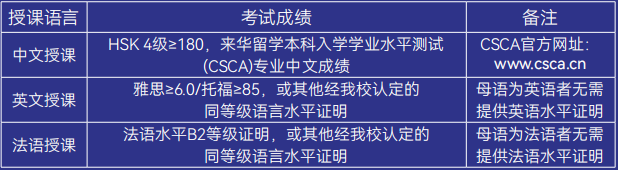 授课语言 考试成绩 备注
中文授课 HSK 4级≥180，来华留学本科入学学业水平测试 CSCA官方网址：
(CSCA)专业中文成绩 www.csca.cn
英文授课 雅思≥6.0/托福≥85，或其他经我校认定的 母语为英语者无需
同等级语言水平证明 提供英语水平证明
法语授课 法语水平B2等级证明，或其他经我校认定的 母语为法语者无需
同等级语言水平证明 提供法语水平证明